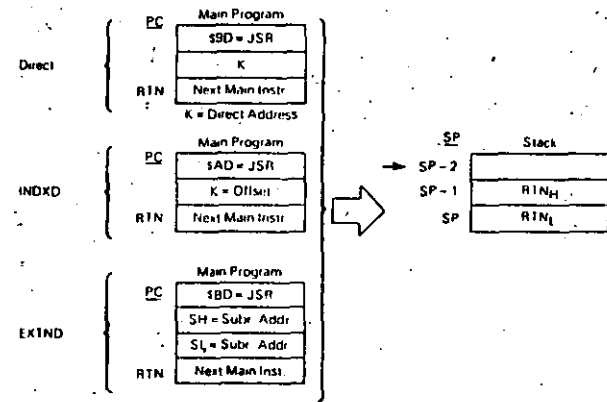 PC
Main Program
Direct
$9D = JSR
K
RTN
Next Main Instr
K = Direct Address
Main Program
PC
INDXD
$AD = JSR
K = Offset
RTN
Next Main Instr
Main Program
PC
EXTND
$BD = JSR
SH = Subr Addr
SL = Subr Addr
RTN
Next Main Inst.
SP
Stack
SP-2
SP-1
RTNH
SP
RTNL